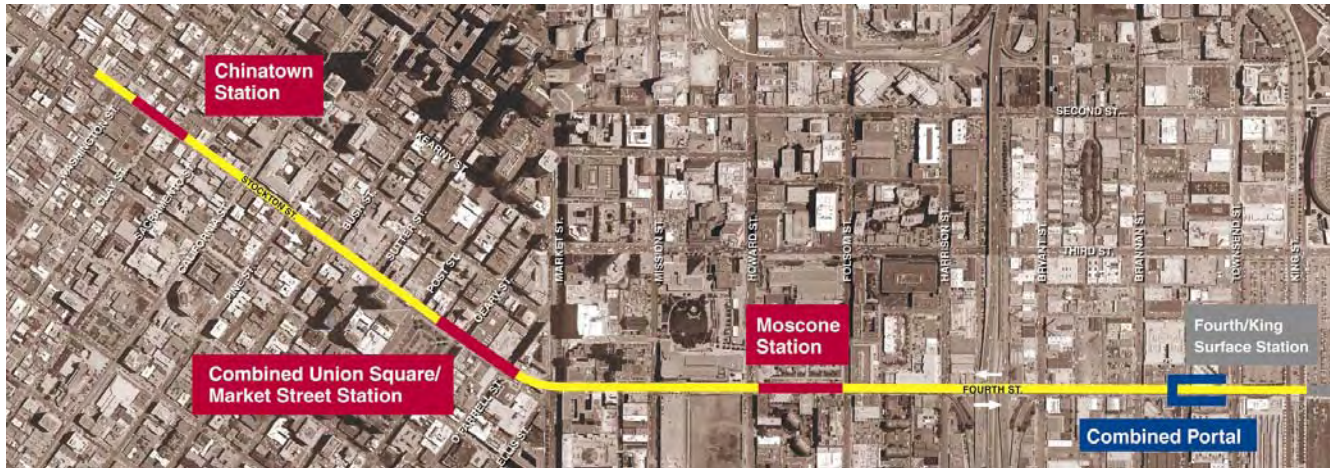 Chinatown
Station
KEARNY ST.
SECOND ST.
WASHINGTON ST.
CLAY ST.
SACRAMENTO ST.
STOCKTON ST.
CALIFORNIA ST.
PINE ST.
BUSH ST.
SUTTER ST.
POST ST.
GEARY ST.
MARKET ST.
MISSION ST.
HOWARD ST.
FOLSOM ST.
HARRISON ST.
BRYANT ST.
THIRD ST.
BRANNAN ST.
TOWNSEND ST.
KING ST.
Moscone
Station
Fourth/King
Surface Station
Combined Union Square/
Market Street Station
O'FARRELL ST.
ELLIS ST.
FOURTH ST.
Combined Portal